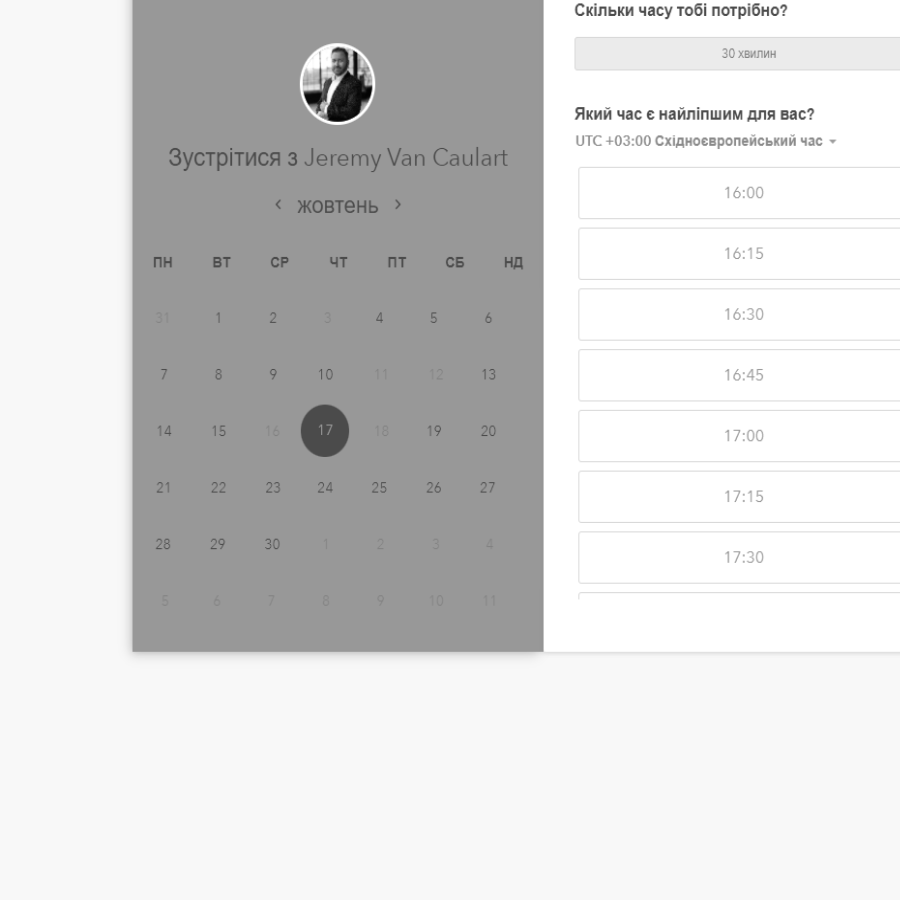 Зустрітися з Jeremy Van Caulart
‹ жовтень ›
ПН ВТ СР ЧТ ПТ СБ НД
31 1 2 3 4 5 6
7 8 9 10 11 12 13
14 15 16 17 18 19 20
21 22 23 24 25 26 27
28 29 30 1 2 3 4
5 6 7 8 9 10 11
Скільки часу тобі потрібно?
30 хвилин
Який час є найліпшим для вас?
UTC +03:00 Східноєвропейський час
16:00
16:15
16:30
16:45
17:00
17:15
17:30